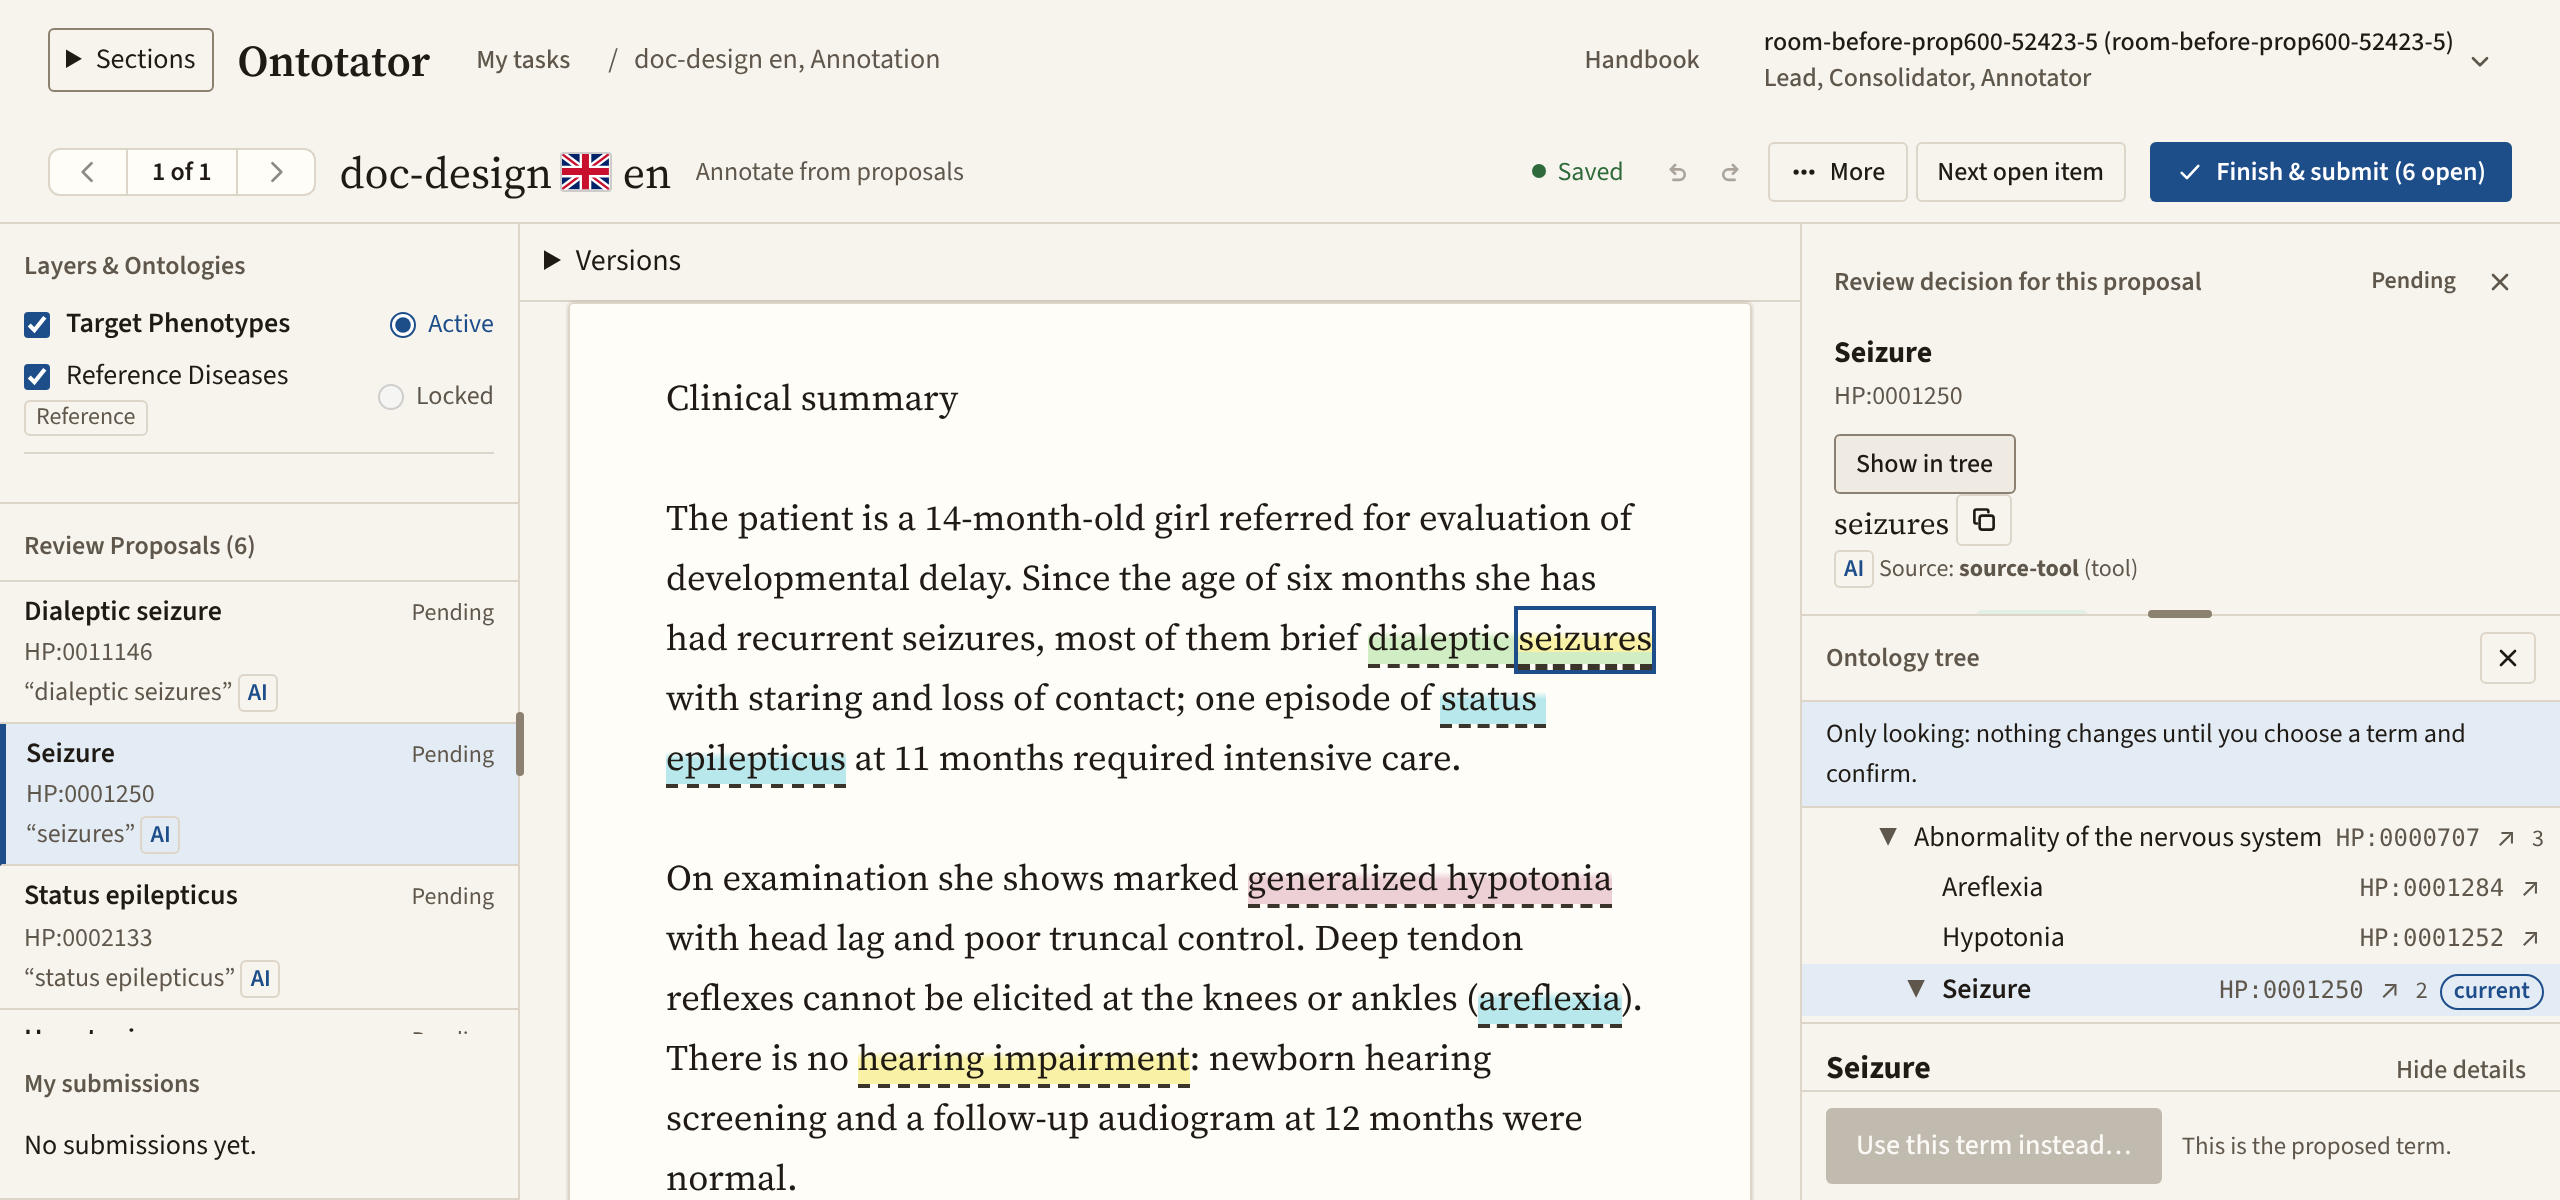 Sections
Ontotator
My tasks / doc-design en, Annotation
Handbook
room-before-prop600-52423-5 (room-before-prop600-52423-5)
Lead, Consolidator, Annotator
1 of 1
doc-design en
Annotate from proposals
Saved
More
Next open item
Finish & submit (6 open)
Layers & Ontologies
Target Phenotypes
Active
Reference Diseases
Reference
Locked
Review Proposals (6)
Dialeptic seizure Pending
HP:0011146
“dialeptic seizures” AI
Seizure Pending
HP:0001250
“seizures” AI
Status epilepticus Pending
HP:0002133
“status epilepticus” AI
My submissions
No submissions yet.
Versions
Clinical summary
The patient is a 14-month-old girl referred for evaluation of
developmental delay. Since the age of six months she has
had recurrent seizures, most of them brief dialeptic seizures
with staring and loss of contact; one episode of status
epilepticus at 11 months required intensive care.
On examination she shows marked generalized hypotonia
with head lag and poor truncal control. Deep tendon
reflexes cannot be elicited at the knees or ankles (areflexia).
There is no hearing impairment: newborn hearing
screening and a follow-up audiogram at 12 months were
normal.
Review decision for this proposal Pending
Seizure
HP:0001250
Show in tree
seizures
AI Source: source-tool (tool)
Ontology tree
Only looking: nothing changes until you choose a term and
confirm.
Abnormality of the nervous system HP:0000707 3
Areflexia HP:0001284
Hypotonia HP:0001252
Seizure HP:0001250 2 current
Seizure Hide details
Use this term instead… This is the proposed term.